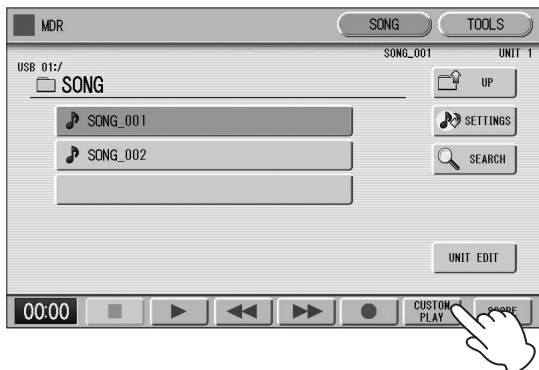 MDR
SONG
TOOLS
SONG_001
UNIT 1
USB 01:/
SONG
UP
SONG_001
SETTINGS
SONG_002
SEARCH
UNIT EDIT
00:00
CUSTOM
PLAY